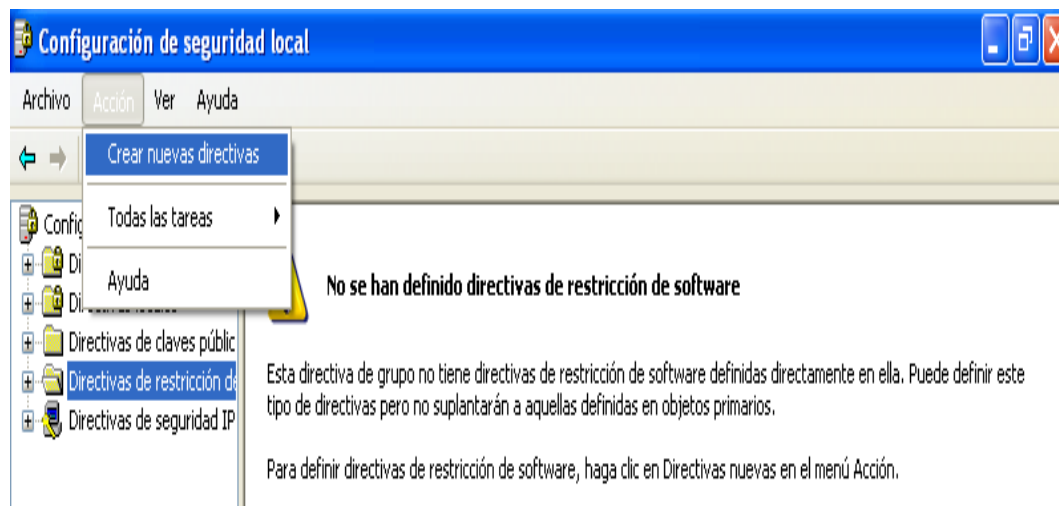 Configuración de seguridad local
Archivo Acción Ver Ayuda
Crear nuevas directivas
Todas las tareas
Ayuda
Directivas de claves públic
Directivas de restricción de
Directivas de seguridad IP
No se han definido directivas de restricción de software
Esta directiva de grupo no tiene directivas de restricción de software definidas directamente en ella. Puede definir este
tipo de directivas pero no suplantarán a aquellas definidas en objetos primarios.
Para definir directivas de restricción de software, haga clic en Directivas nuevas en el menú Acción.